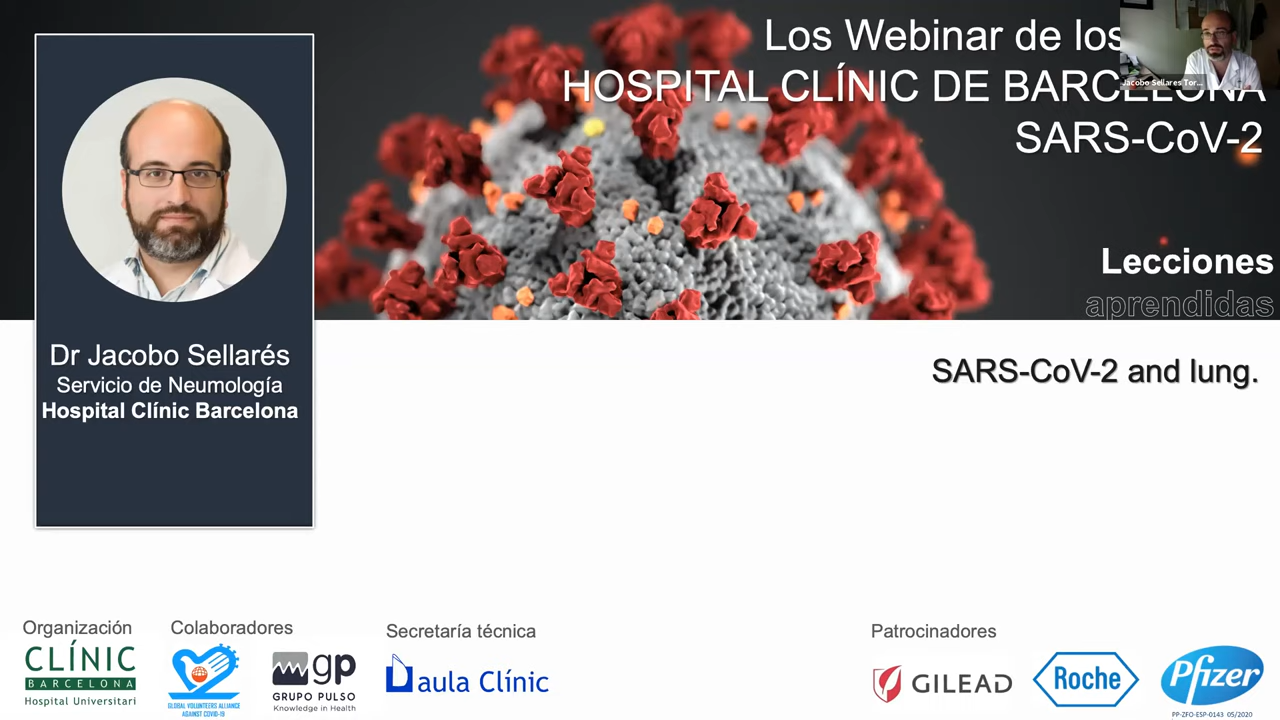 Los Webinar de los
HOSPITAL CLÍNIC DE BARCELONA
SARS-CoV-2
Jacobo Sellares Tor...
Lecciones
aprendidas
Dr Jacobo Sellarés
Servicio de Neumología
Hospital Clínic Barcelona
SARS-CoV-2 and lung.
Organización
CLÍNIC
BARCELONA
Hospital Universitari
Colaboradores
GLOBAL VOLUNTEERS ALLIANCE
AGAINST COVID-19
gp
GRUPO PULSO
Knowledge in Health
Secretaría técnica
aula Clínic
Patrocinadores
GILEAD
Roche
Pfizer
PP-ZFO-ESP-0143 05/2020